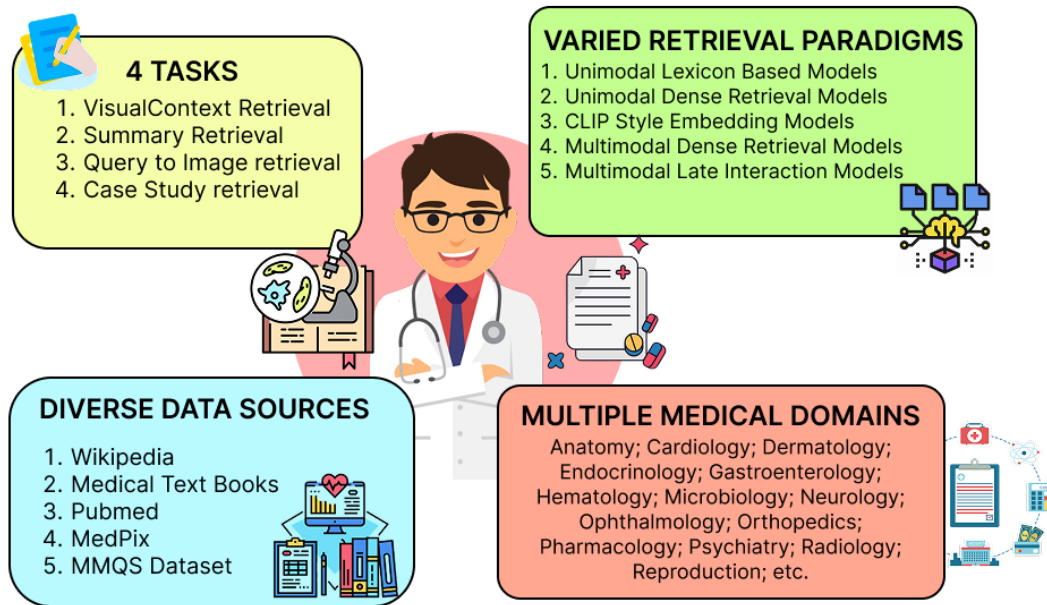 4 TASKS
1. VisualContext Retrieval
2. Summary Retrieval
3. Query to Image retrieval
4. Case Study retrieval
VARIED RETRIEVAL PARADIGMS
1. Unimodal Lexicon Based Models
2. Unimodal Dense Retrieval Models
3. CLIP Style Embedding Models
4. Multimodal Dense Retrieval Models
5. Multimodal Late Interaction Models
DIVERSE DATA SOURCES
1. Wikipedia
2. Medical Text Books
3. Pubmed
4. MedPix
5. MMQS Dataset
MULTIPLE MEDICAL DOMAINS
Anatomy; Cardiology; Dermatology;
Endocrinology; Gastroenterology;
Hematology; Microbiology; Neurology;
Ophthalmology; Orthopedics;
Pharmacology; Psychiatry; Radiology;
Reproduction; etc.